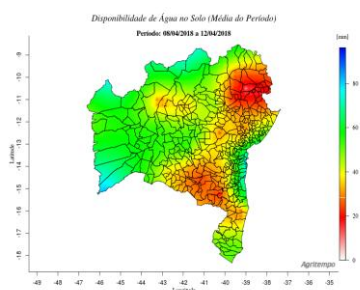 Disponibilidade de Água no Solo (Média do Período)
Período: 08/04/2018 a 12/04/2018
[mm]
80
60
40
20
0
-9
-10
-11
-12
-13
-14
-15
-16
-17
-18
Latitude
-49 -48 -47 -46 -45 -44 -43 -42 -41 -40 -39 -38 -37 -36 -35
Longitude
Agritempo